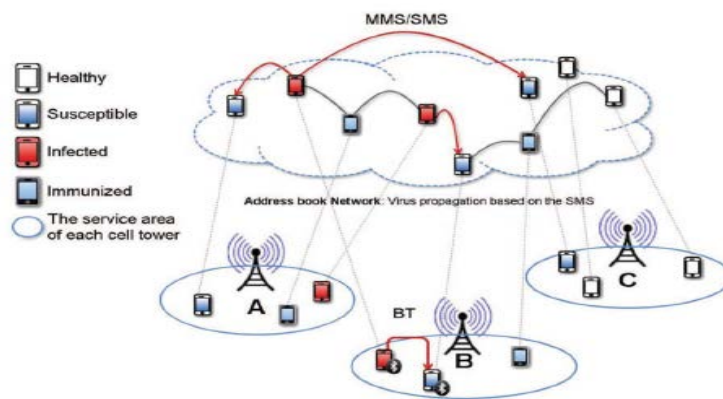 MMS/SMS
Healthy
Susceptible
Infected
Immunized
The service area
of each cell tower
Address book Network: Virus propagation based on the SMS
A
BT
B
C